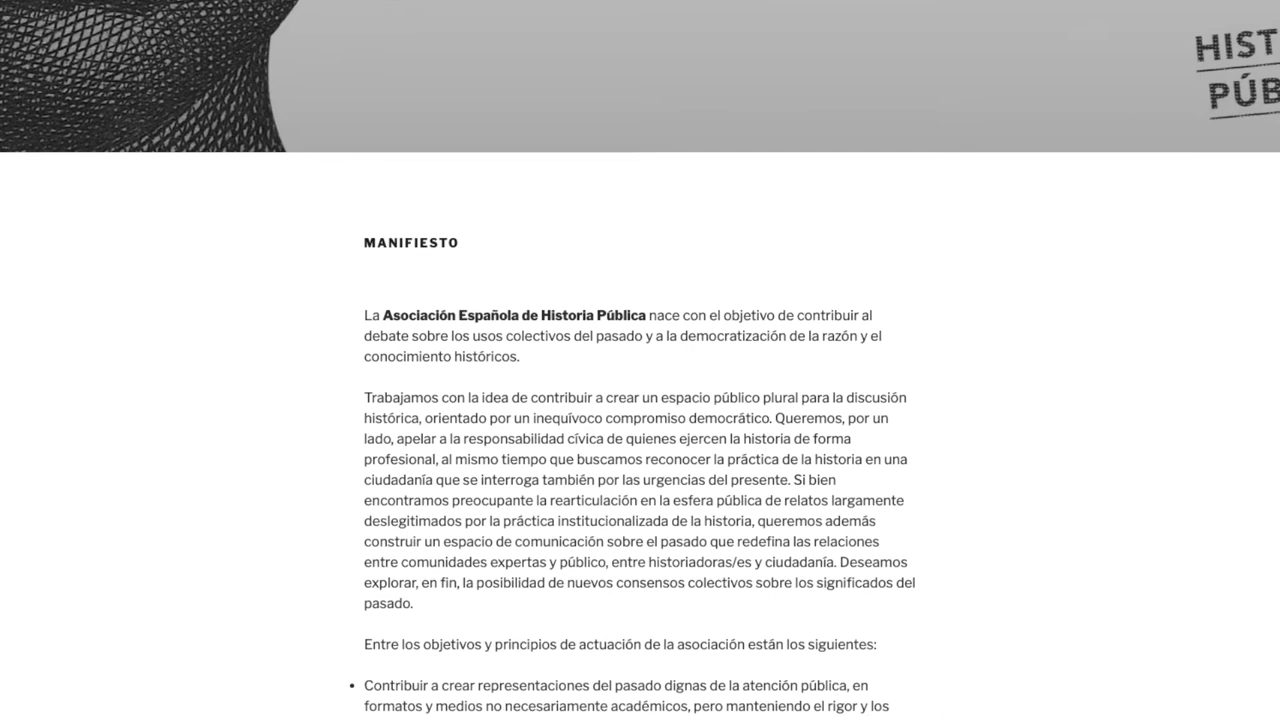 HIST
PÚB
MANIFIESTO
La Asociación Española de Historia Pública nace con el objetivo de contribuir al
debate sobre los usos colectivos del pasado y a la democratización de la razón y el
conocimiento históricos.
Trabajamos con la idea de contribuir a crear un espacio público plural para la discusión
histórica, orientado por un inequívoco compromiso democrático. Queremos, por un
lado, apelar a la responsabilidad cívica de quienes ejercen la historia de forma
profesional, al mismo tiempo que buscamos reconocer la práctica de la historia en una
ciudadanía que se interroga también por las urgencias del presente. Si bien
encontramos preocupante la rearticulación en la esfera pública de relatos largamente
deslegitimados por la práctica institucionalizada de la historia, queremos además
construir un espacio de comunicación sobre el pasado que redefina las relaciones
entre comunidades expertas y público, entre historiadoras/es y ciudadanía. Deseamos
explorar, en fin, la posibilidad de nuevos consensos colectivos sobre los significados del
pasado.
Entre los objetivos y principios de actuación de la asociación están los siguientes:
• Contribuir a crear representaciones del pasado dignas de la atención pública, en
formatos y medios no necesariamente académicos, pero manteniendo el rigor y los